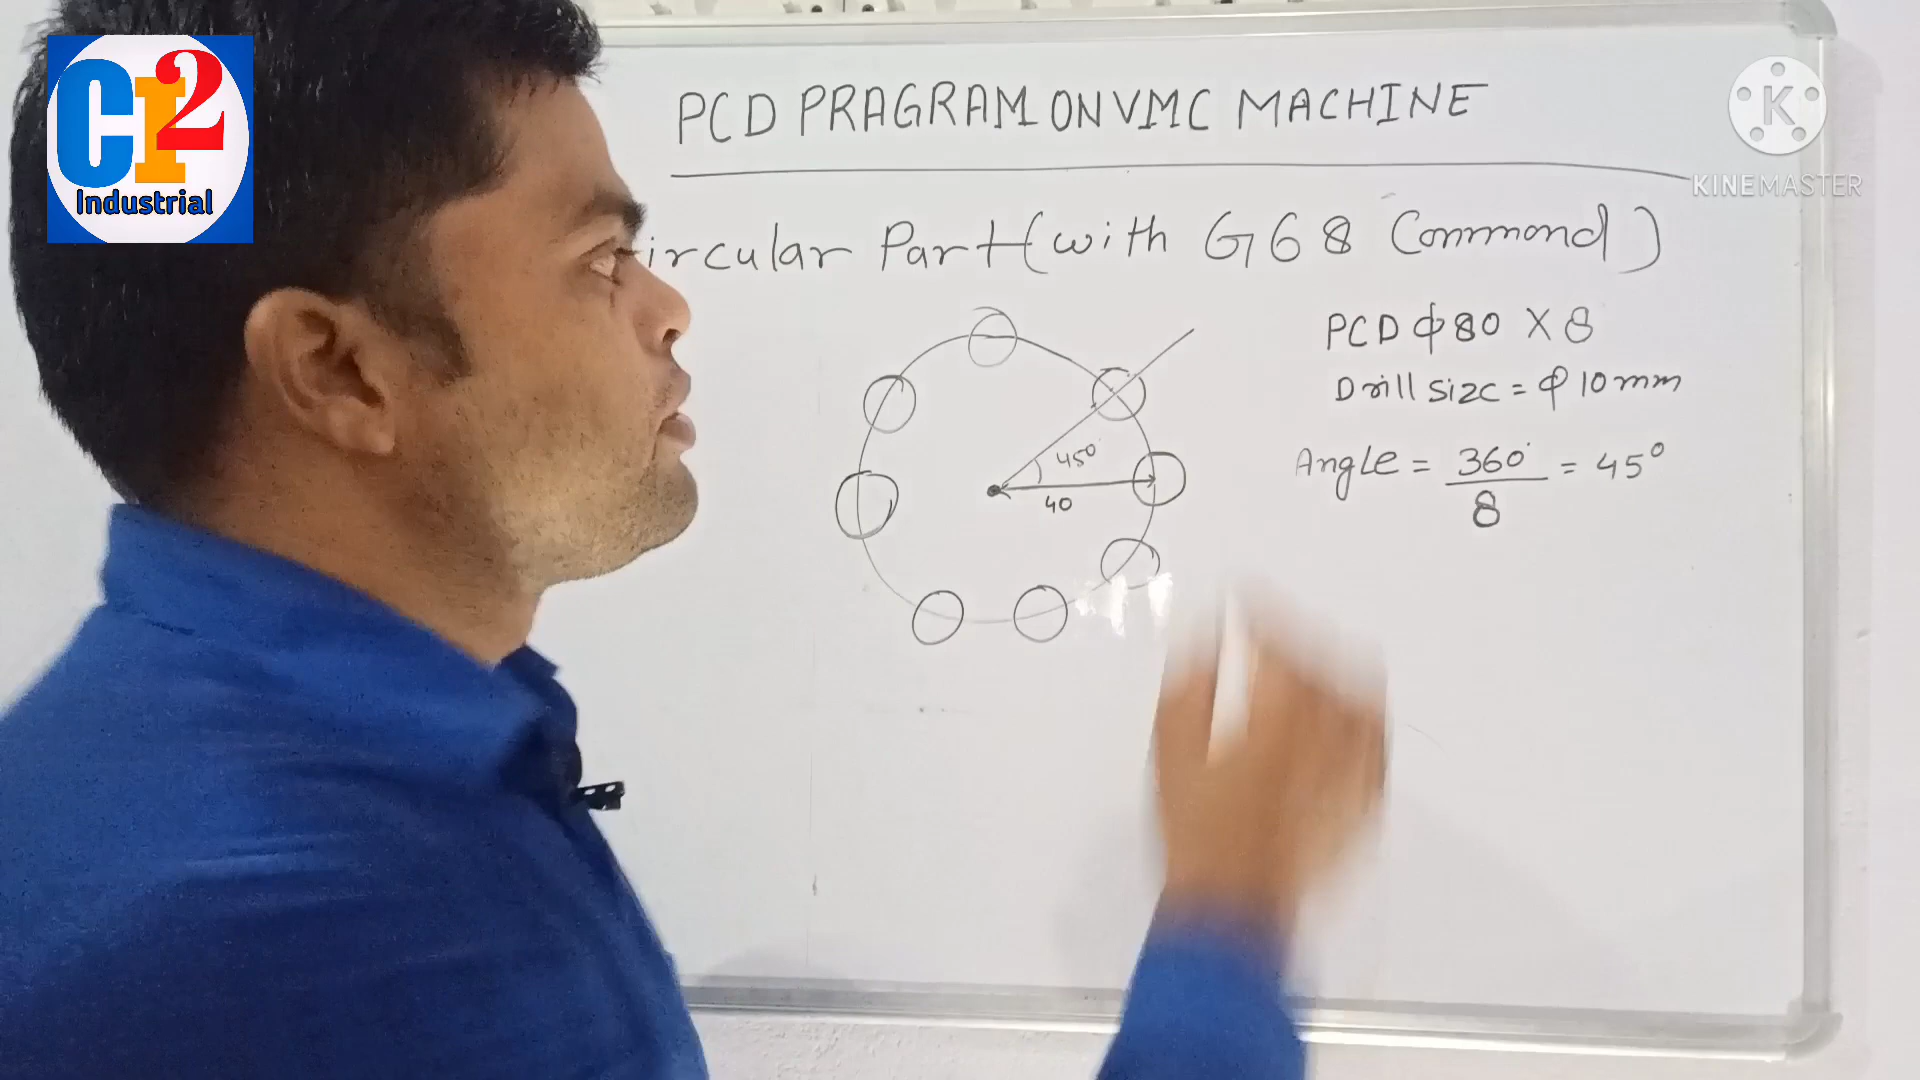 CI2
Industrial
KINEMASTER
PCD PRAGRAM ON VMC MACHINE
ircular Part (with G68 Command)
PCD φ80 X 8
Drill size = φ10mm
Angle = 360° / 8 = 45°
45°
40